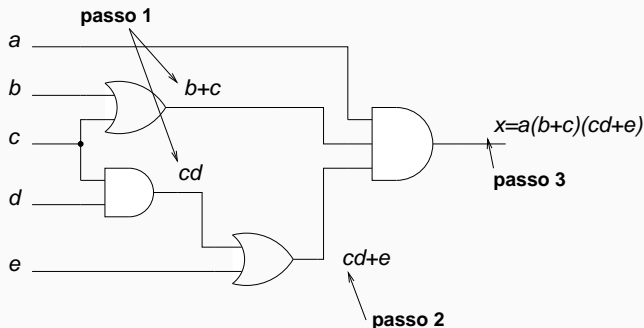 passo 1
a
b
b+c
c
x=a(b+c)(cd+e)
cd
passo 3
d
e
cd+e
passo 2